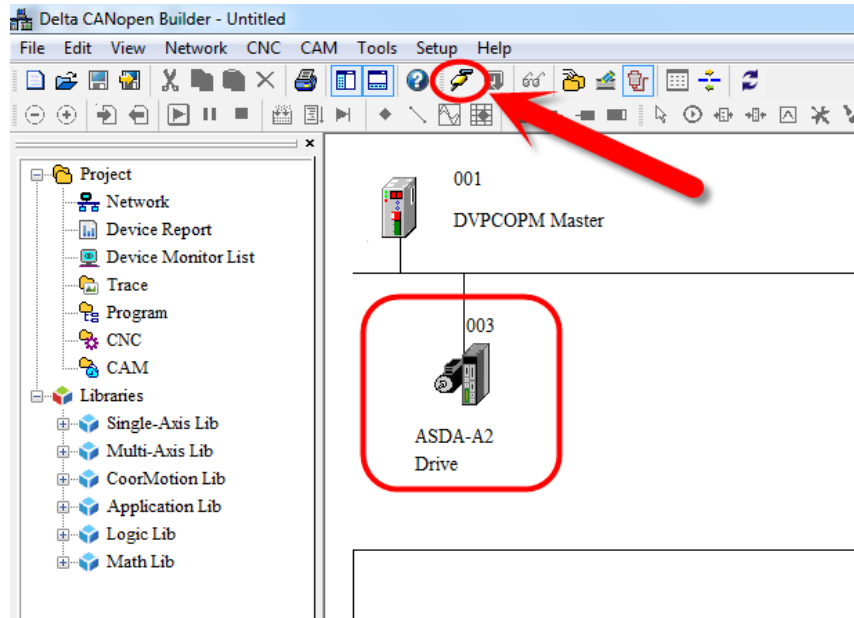 Delta CANopen Builder - Untitled
File Edit View Network CNC CAM Tools Setup Help
Project
Network
Device Report
Device Monitor List
Trace
Program
CNC
CAM
Libraries
Single-Axis Lib
Multi-Axis Lib
CoorMotion Lib
Application Lib
Logic Lib
Math Lib
001
DVPCOPM Master
003
ASDA-A2
Drive